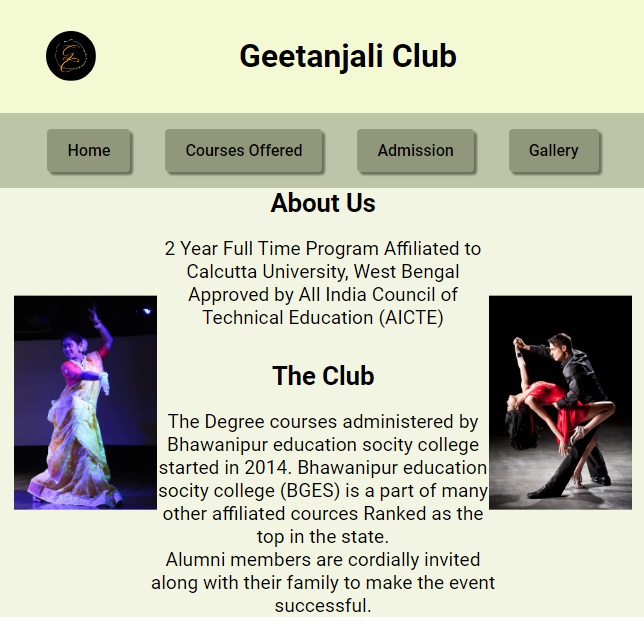 Geetanjali Club
Home
Courses Offered
Admission
Gallery
About Us
2 Year Full Time Program Affiliated to
Calcutta University, West Bengal
Approved by All India Council of
Technical Education (AICTE)
The Club
The Degree courses administered by
Bhawanipur education socity college
started in 2014. Bhawanipur education
socity college (BGES) is a part of many
other affiliated cources Ranked as the
top in the state.
Alumni members are cordially invited
along with their family to make the event
successful.